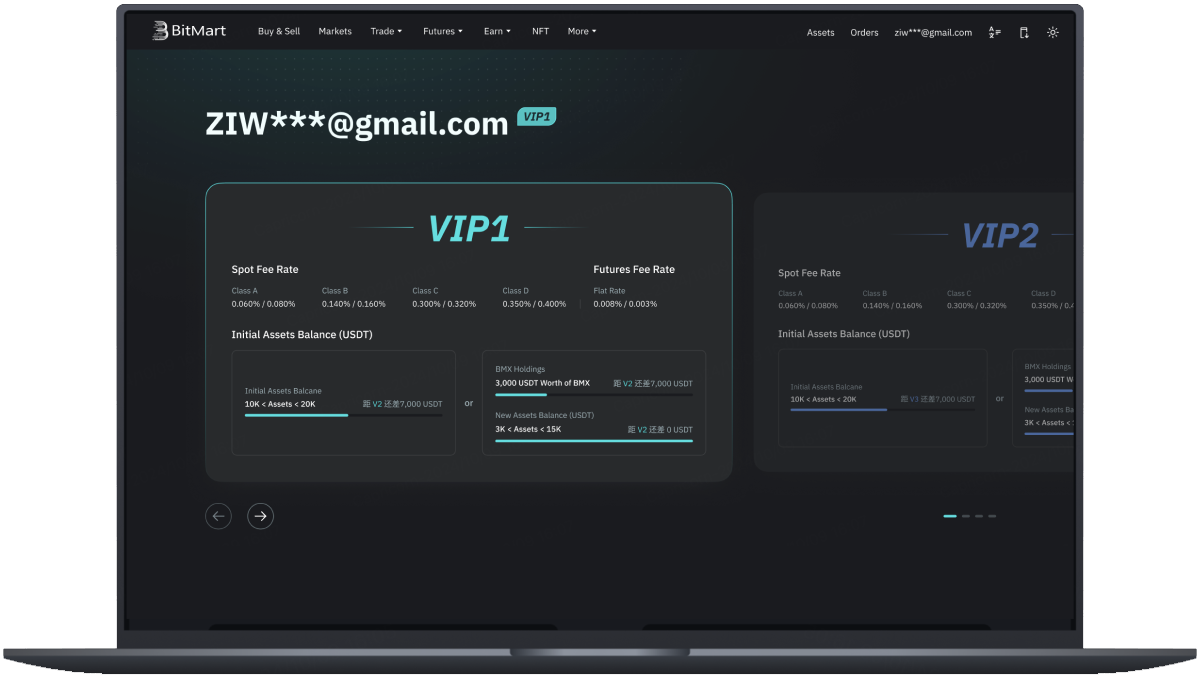 BitMart Buy & Sell Markets Trade Futures Earn NFT More Assets Orders ziw***@gmail.com
ZIW***@gmail.com VIP1
VIP1
Spot Fee Rate Futures Fee Rate
Class A Class B Class C Class D Flat Rate
0.060% / 0.080% 0.140% / 0.160% 0.300% / 0.320% 0.350% / 0.400% 0.008% / 0.003%
Initial Assets Balance (USDT)
Initial Assets Balcane
10K < Assets < 20K 距 V2 还差7,000 USDT
or
BMX Holdings
3,000 USDT Worth of BMX 距 V2 还差7,000 USDT
New Assets Balance (USDT)
3K < Assets < 15K 距 V2 还差 0 USDT
VIP2
Spot Fee Rate
Class A Class B Class C Class D
0.060% / 0.080% 0.140% / 0.160% 0.300% / 0.320% 0.350% / 0.4
Initial Assets Balance (USDT)
Initial Assets Balcane
10K < Assets < 20K 距 V3 还差7,000 USDT
or
BMX Holdings
3,000 USDT W
New Assets Ba
3K < Assets <